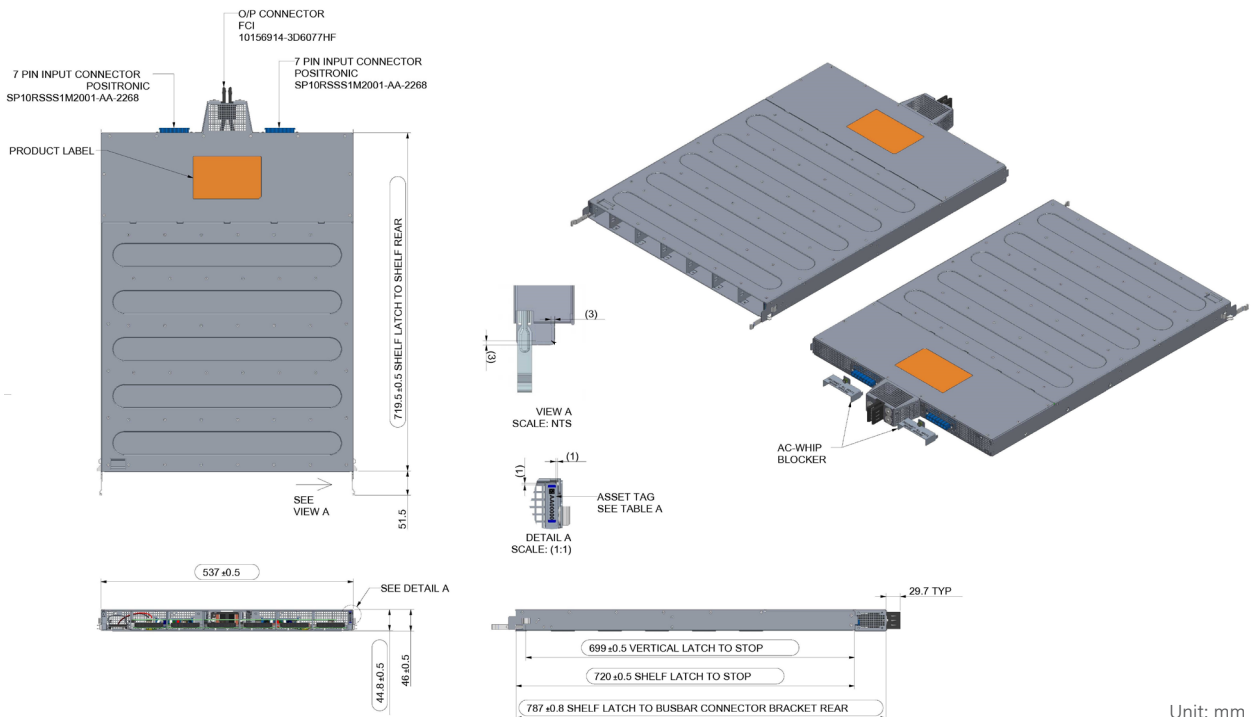 O/P CONNECTOR
FCI
10156914-3D6077HF
7 PIN INPUT CONNECTOR
POSITRONIC
SP10RSSS1M2001-AA-2268
7 PIN INPUT CONNECTOR
POSITRONIC
SP10RSSS1M2001-AA-2268
PRODUCT LABEL
719.5 ±0.5 SHELF LATCH TO SHELF REAR
51.5
SEE
VIEW A
(3)
(3)
VIEW A
SCALE: NTS
(1)
(1)
ASSET TAG
SEE TABLE A
DETAIL A
SCALE: (1:1)
AC-WHIP
BLOCKER
537 ±0.5
SEE DETAIL A
44.8 ±0.5
46 ±0.5
29.7 TYP
699 ±0.5 VERTICAL LATCH TO STOP
720 ±0.5 SHELF LATCH TO STOP
787 ±0.8 SHELF LATCH TO BUSBAR CONNECTOR BRACKET REAR
Unit: mm